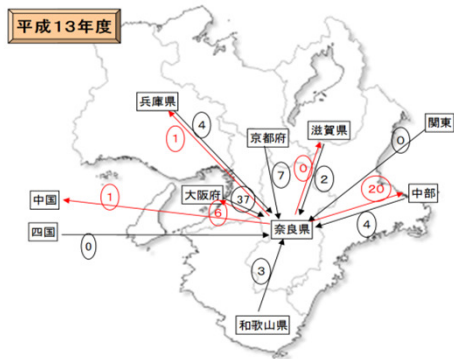 平成13年度
兵庫県
4
1
京都府
7
滋賀県
0
2
関東
0
中国
1
大阪府
37
6
20
中部
4
四国
0
奈良県
3
和歌山県